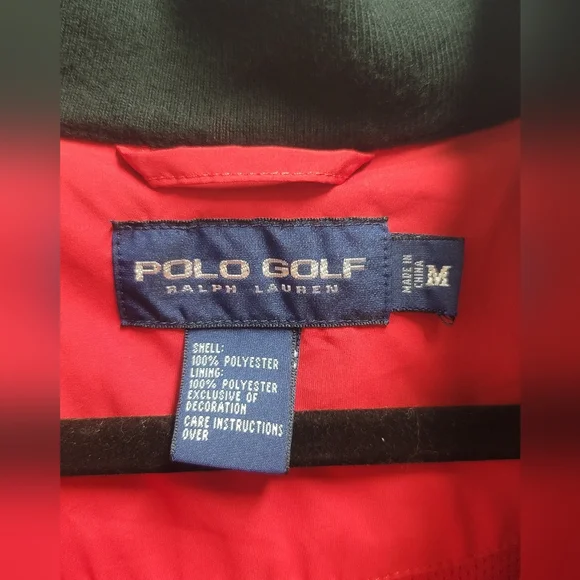 POLO GOLF
RALPH LAUREN
MADE IN
CHINA
M
SHELL:
100% POLYESTER
LINING:
100% POLYESTER
EXCLUSIVE OF
DECORATION
CARE INSTRUCTIONS
OVER